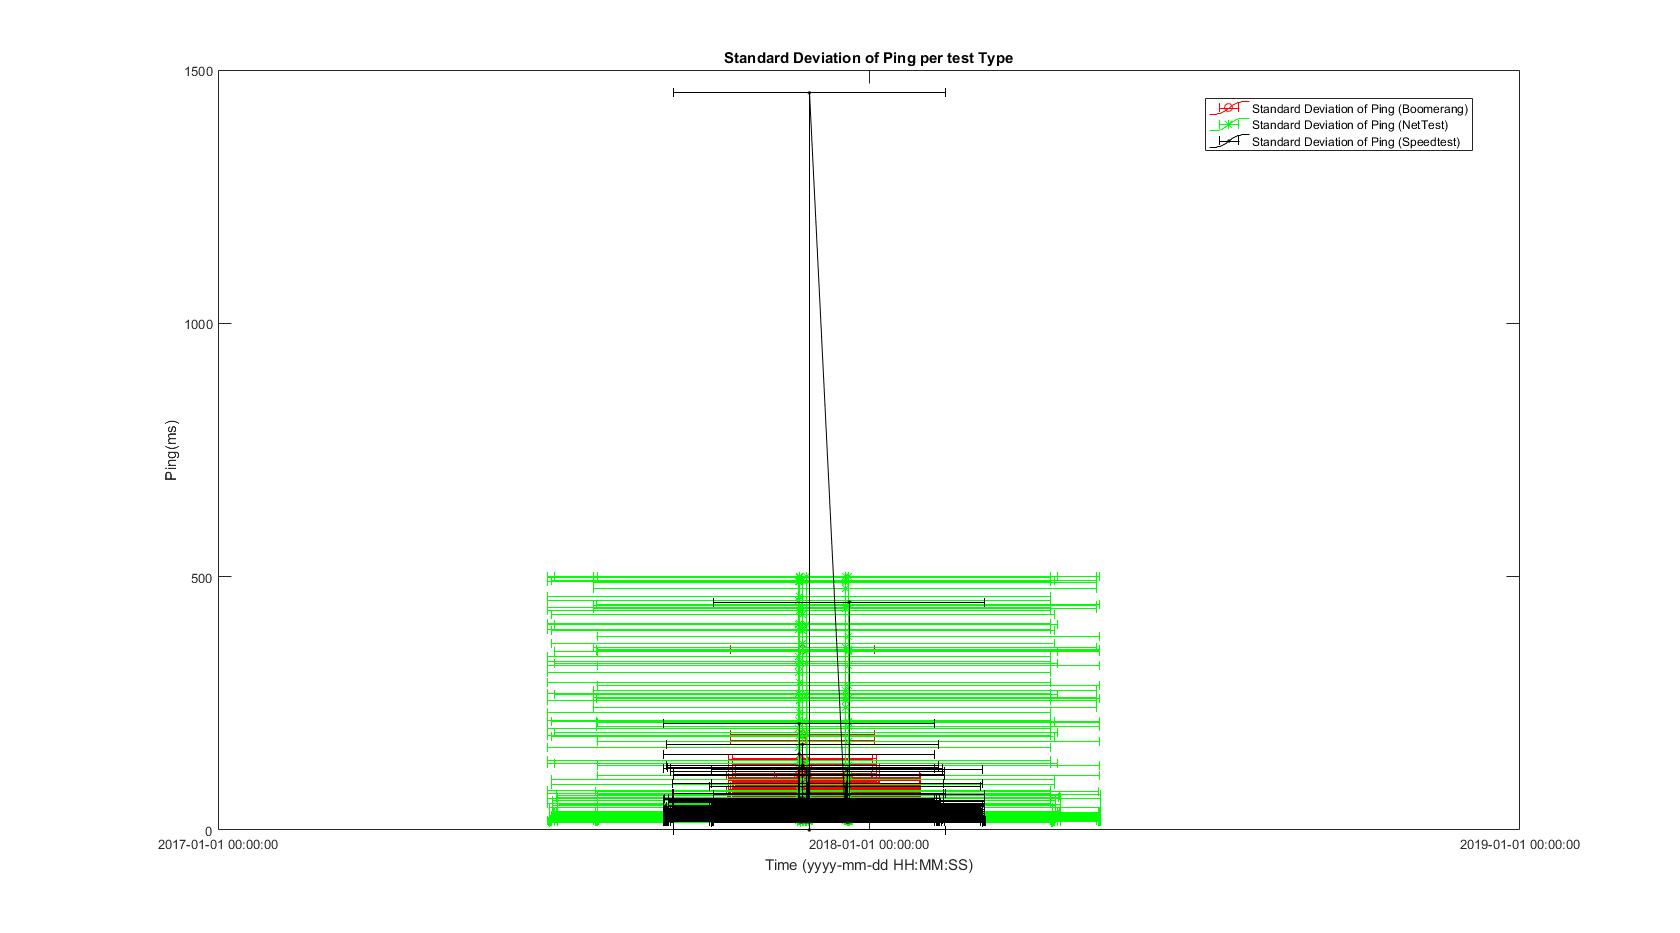 Standard Deviation of Ping per test Type
1500
1000
500
0
Ping(ms)
Standard Deviation of Ping (Boomerang)
Standard Deviation of Ping (NetTest)
Standard Deviation of Ping (Speedtest)
2017-01-01 00:00:00
2018-01-01 00:00:00
2019-01-01 00:00:00
Time (yyyy-mm-dd HH:MM:SS)